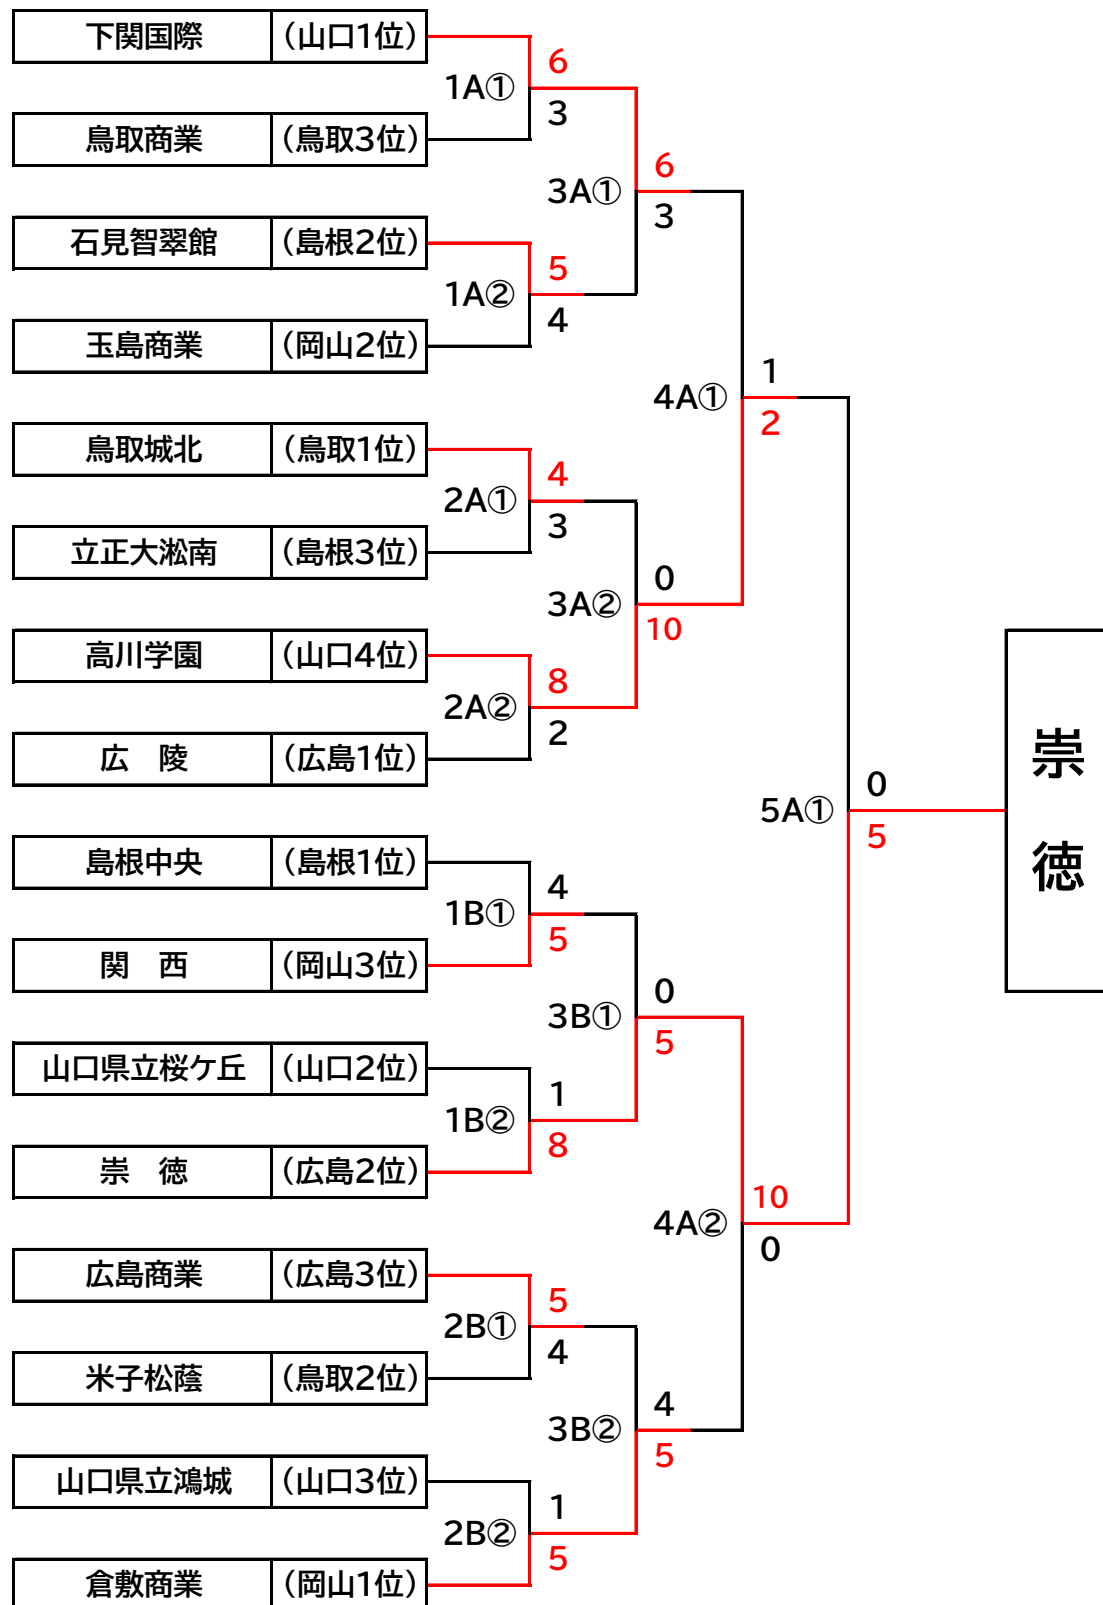 下関国際 (山口1位)
6
1A①
3
鳥取商業 (鳥取3位)
6
3A①
3
石見智翠館 (島根2位)
5
1A②
4
玉島商業 (岡山2位)
1
4A①
2
鳥取城北 (鳥取1位)
4
2A①
3
立正大淞南 (島根3位)
0
3A②
10
高川学園 (山口4位)
8
2A②
2
広　陵 (広島1位)
0
5A①
5
崇徳
島根中央 (島根1位)
4
1B①
5
関　西 (岡山3位)
0
3B①
5
山口県立桜ケ丘 (山口2位)
1
1B②
8
崇　徳 (広島2位)
10
4A②
0
広島商業 (広島3位)
5
2B①
4
米子松蔭 (鳥取2位)
4
3B②
5
山口県立鴻城 (山口3位)
1
2B②
5
倉敷商業 (岡山1位)